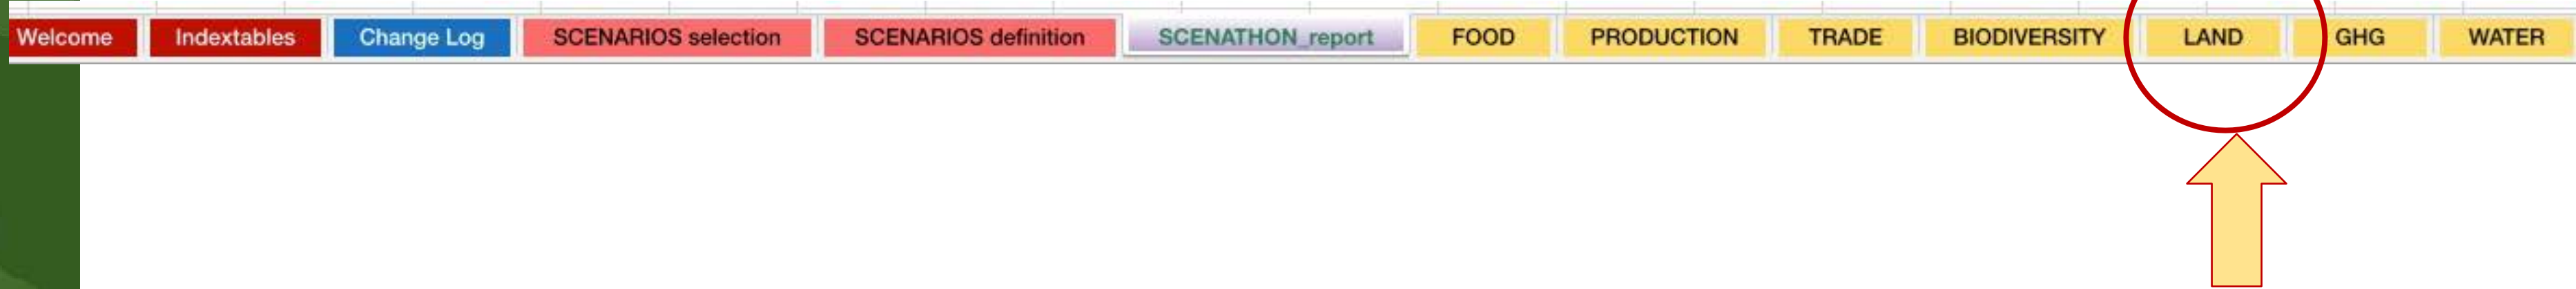 Welcome Indextables Change Log SCENARIOS selection SCENARIOS definition SCENATHON_report FOOD PRODUCTION TRADE BIODIVERSITY LAND GHG WATER